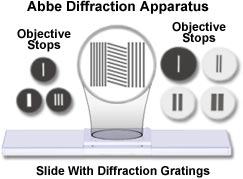 Abbe Diffraction Apparatus
Objective
Stops
Objective
Stops
Slide With Diffraction Gratings